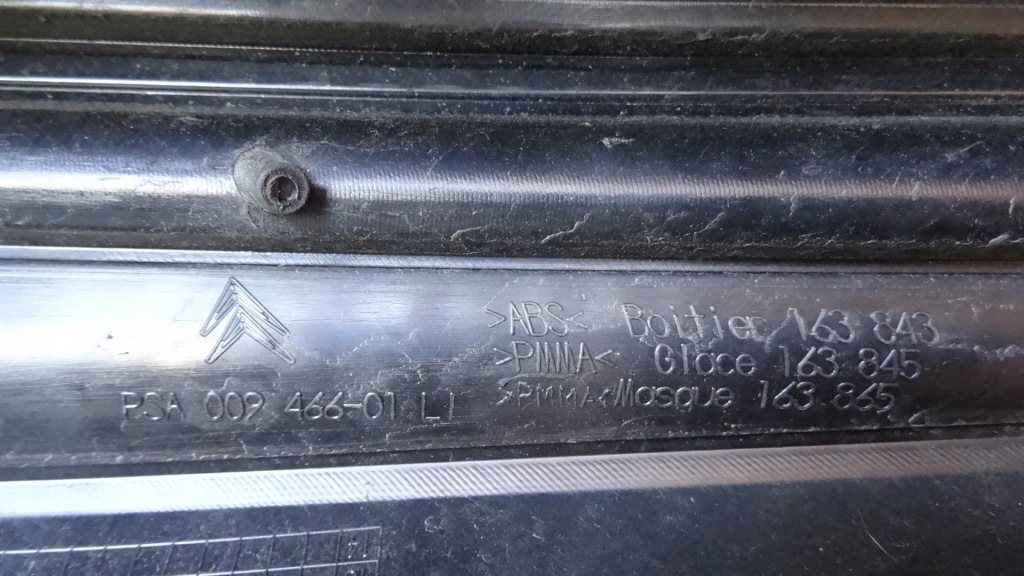 >ABS< Boitier 163 843
>PMMA< Glace 163 845
>PMMA< Masque 163 865
PSA 009 466-01 LI